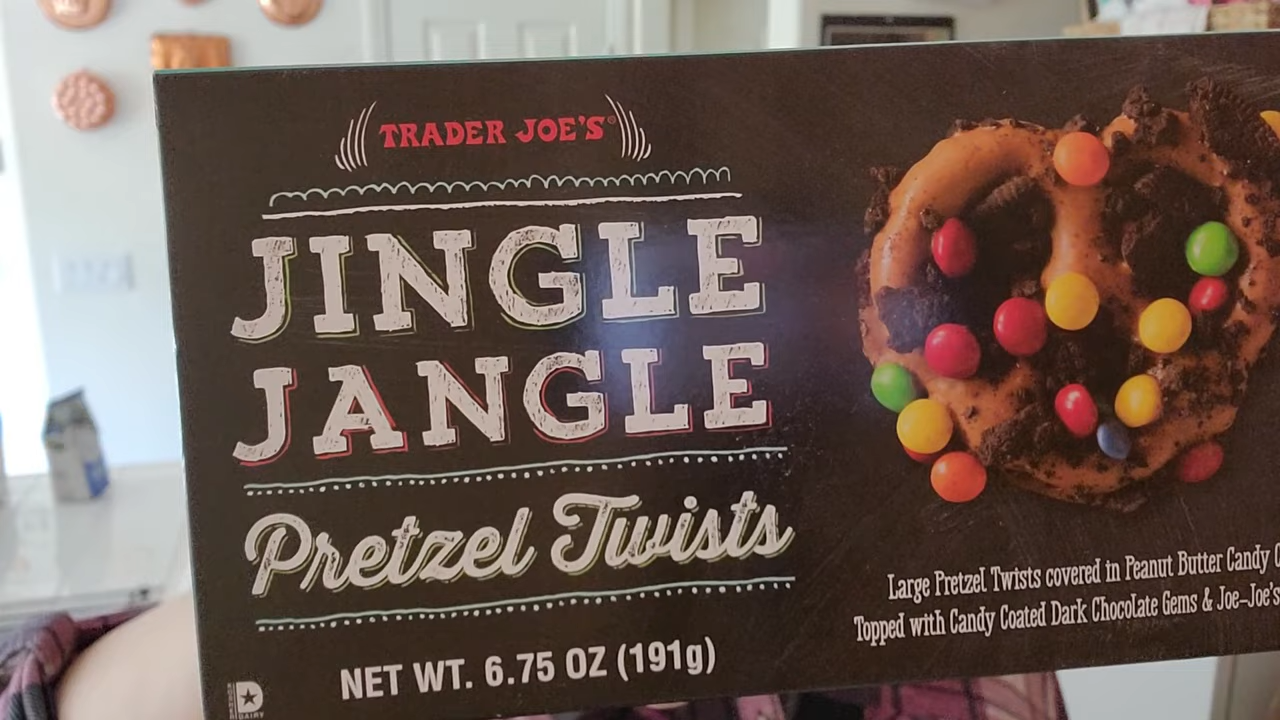 TRADER JOE'S®
JINGLE
JANGLE
Pretzel Twists
Large Pretzel Twists covered in Peanut Butter Candy
Topped with Candy Coated Dark Chocolate Gems & Joe-Joe's
NET WT. 6.75 OZ (191g)
D
DAIRY